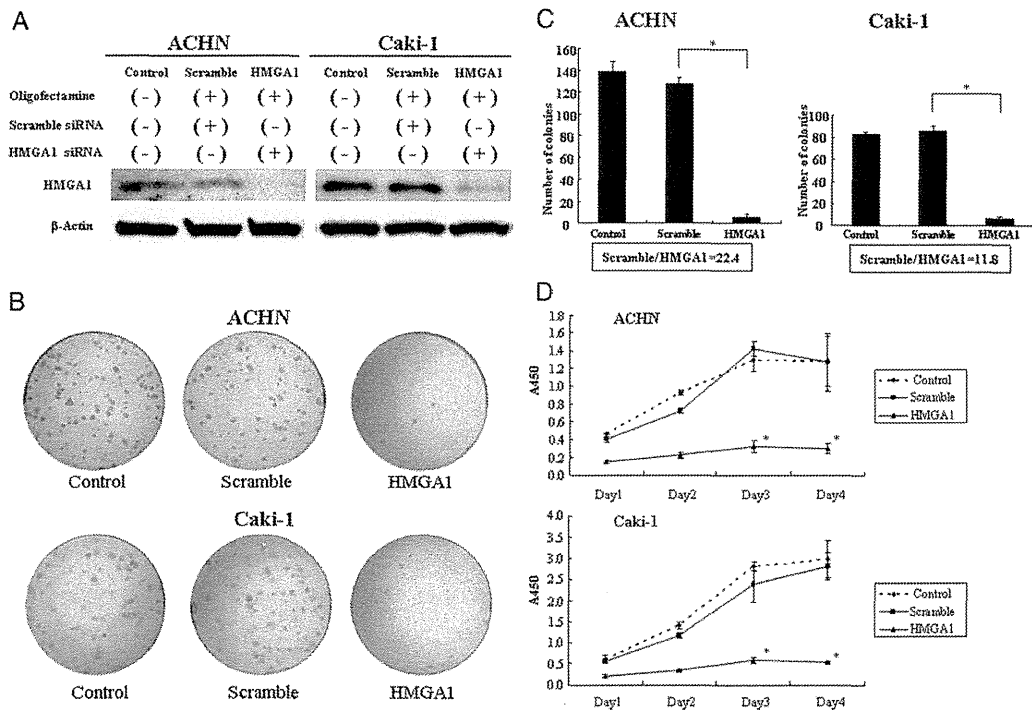 A
ACHN
Caki-1
Control Scramble HMGA1 Control Scramble HMGA1
Oligofectamine (-) (+) (+) (-) (+) (+)
Scramble siRNA (-) (+) (-) (-) (+) (-)
HMGA1 siRNA (-) (-) (+) (-) (-) (+)
HMGA1
β-Actin
B
ACHN
Control Scramble HMGA1
Caki-1
Control Scramble HMGA1
C
ACHN
Number of colonies
160
140
120
100
80
60
40
20
0
*
Control Scramble HMGA1
Scramble/HMGA1=22.4
Caki-1
Number of colonies
100
80
60
40
20
0
*
Control Scramble HMGA1
Scramble/HMGA1=11.8
D
ACHN
A450
1.8
1.6
1.4
1.2
1.0
0.8
0.6
0.4
0.2
0.0
* *
Day1 Day2 Day3 Day4
Control
Scramble
HMGA1
Caki-1
A450
4.0
3.5
3.0
2.5
2.0
1.5
1.0
0.5
0.0
* *
Day1 Day2 Day3 Day4
Control
Scramble
HMGA1